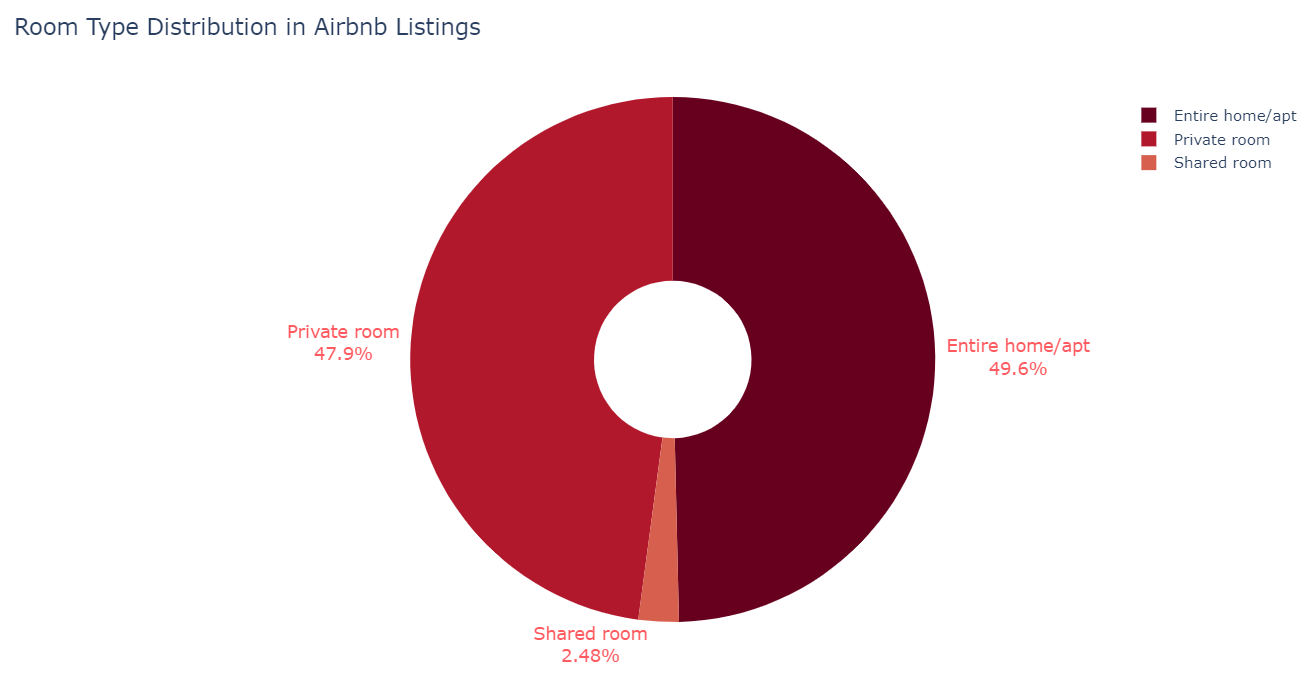 Room Type Distribution in Airbnb Listings
Entire home/apt
Private room
Shared room
Private room
47.9%
Entire home/apt
49.6%
Shared room
2.48%